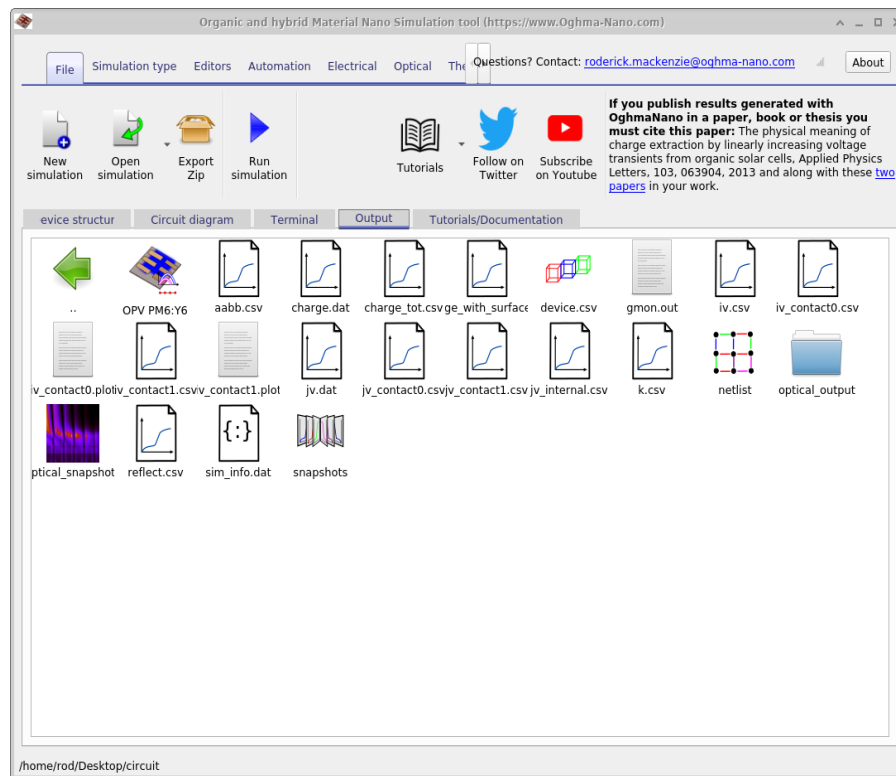 Organic and hybrid Material Nano Simulation tool (https://www.Oghma-Nano.com)
File Simulation type Editors Automation Electrical Optical The
Questions? Contact: roderick.mackenzie@oghma-nano.com
About
New simulation
Open simulation
Export Zip
Run simulation
Tutorials
Follow on Twitter
Subscribe on Youtube
If you publish results generated with
OghmaNano in a paper, book or thesis you
must cite this paper: The physical meaning of
charge extraction by linearly increasing voltage
transients from organic solar cells, Applied Physics
Letters, 103, 063904, 2013 and along with these two
papers in your work.
evice structur Circuit diagram Terminal Output Tutorials/Documentation
.. OPV PM6:Y6 aabb.csv charge.dat charge_tot.csv ge_with_surface device.csv gmon.out iv.csv iv_contact0.csv
iv_contact0.plot iv_contact1.csv iv_contact1.plot jv.dat jv_contact0.csv jv_contact1.csv jv_internal.csv k.csv netlist optical_output
ptical_snapshot reflect.csv sim_info.dat snapshots
{:}
/home/rod/Desktop/circuit